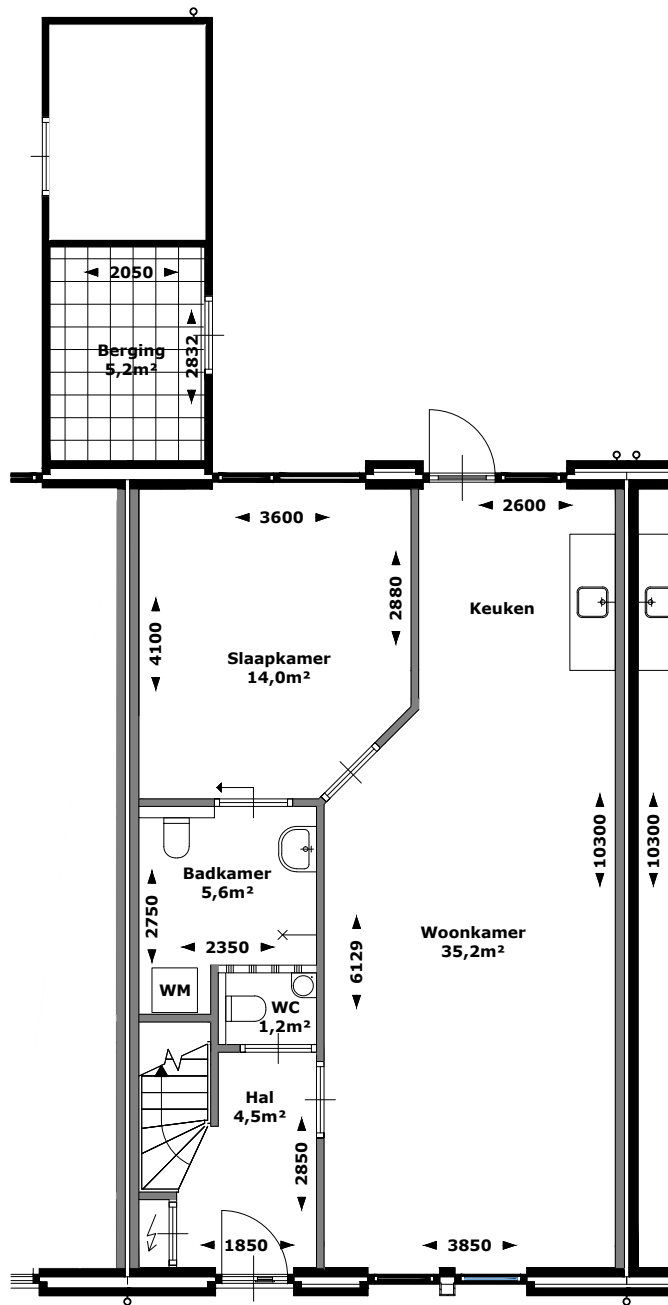 2050
Berging
5,2m²
2832
3600
2600
2880
Keuken
4100
Slaapkamer
14,0m²
10300
10300
Badkamer
5,6m²
2750
2350
Woonkamer
35,2m²
6129
WM
WC
1,2m²
Hal
4,5m²
2850
1850
3850